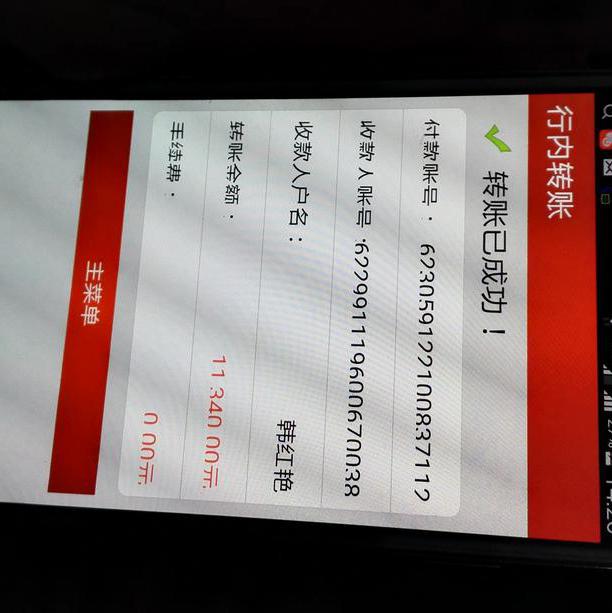 行内转账
转账已成功！
付款账号： 6230591221008371112
收款人账号：622991119600670038
收款人户名： 韩红艳
转账金额： 11,340.00元
手续费： 0.00元
主菜单